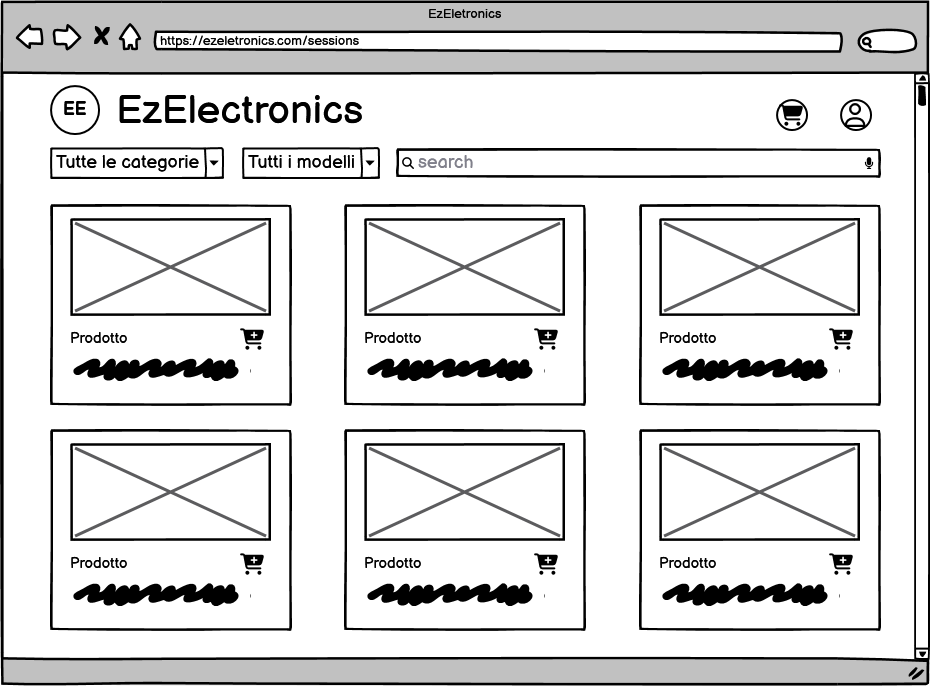 EzEletronics
https://ezeletronics.com/sessions
EE
EzElectronics
Tutte le categorie
Tutti i modelli
search
Prodotto
Prodotto
Prodotto
Prodotto
Prodotto
Prodotto